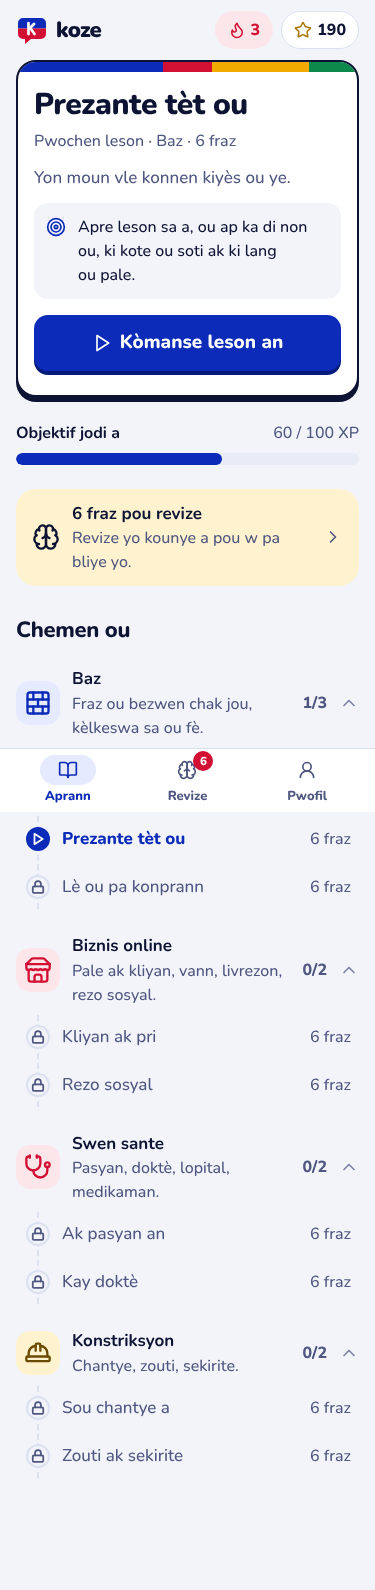 koze
3
190
Prezante tèt ou
Pwochen leson · Baz · 6 fraz
Yon moun vle konnen kiyès ou ye.
Apre leson sa a, ou ap ka di non
ou, ki kote ou soti ak ki lang
ou pale.
Kòmanse leson an
Objektif jodi a
60 / 100 XP
6 fraz pou revize
Revize yo kounye a pou w pa
bliye yo.
Chemen ou
Baz
Fraz ou bezwen chak jou,
kèlkeswa sa ou fè.
1/3
6
Aprann
Revize
Pwofil
Prezante tèt ou
6 fraz
Lè ou pa konprann
6 fraz
Biznis online
Pale ak kliyan, vann, livrezon,
rezo sosyal.
0/2
Kliyan ak pri
6 fraz
Rezo sosyal
6 fraz
Swen sante
Pasyan, doktè, lopital,
medikaman.
0/2
Ak pasyan an
6 fraz
Kay doktè
6 fraz
Konstriksyon
Chantye, zouti, sekirite.
0/2
Sou chantye a
6 fraz
Zouti ak sekirite
6 fraz